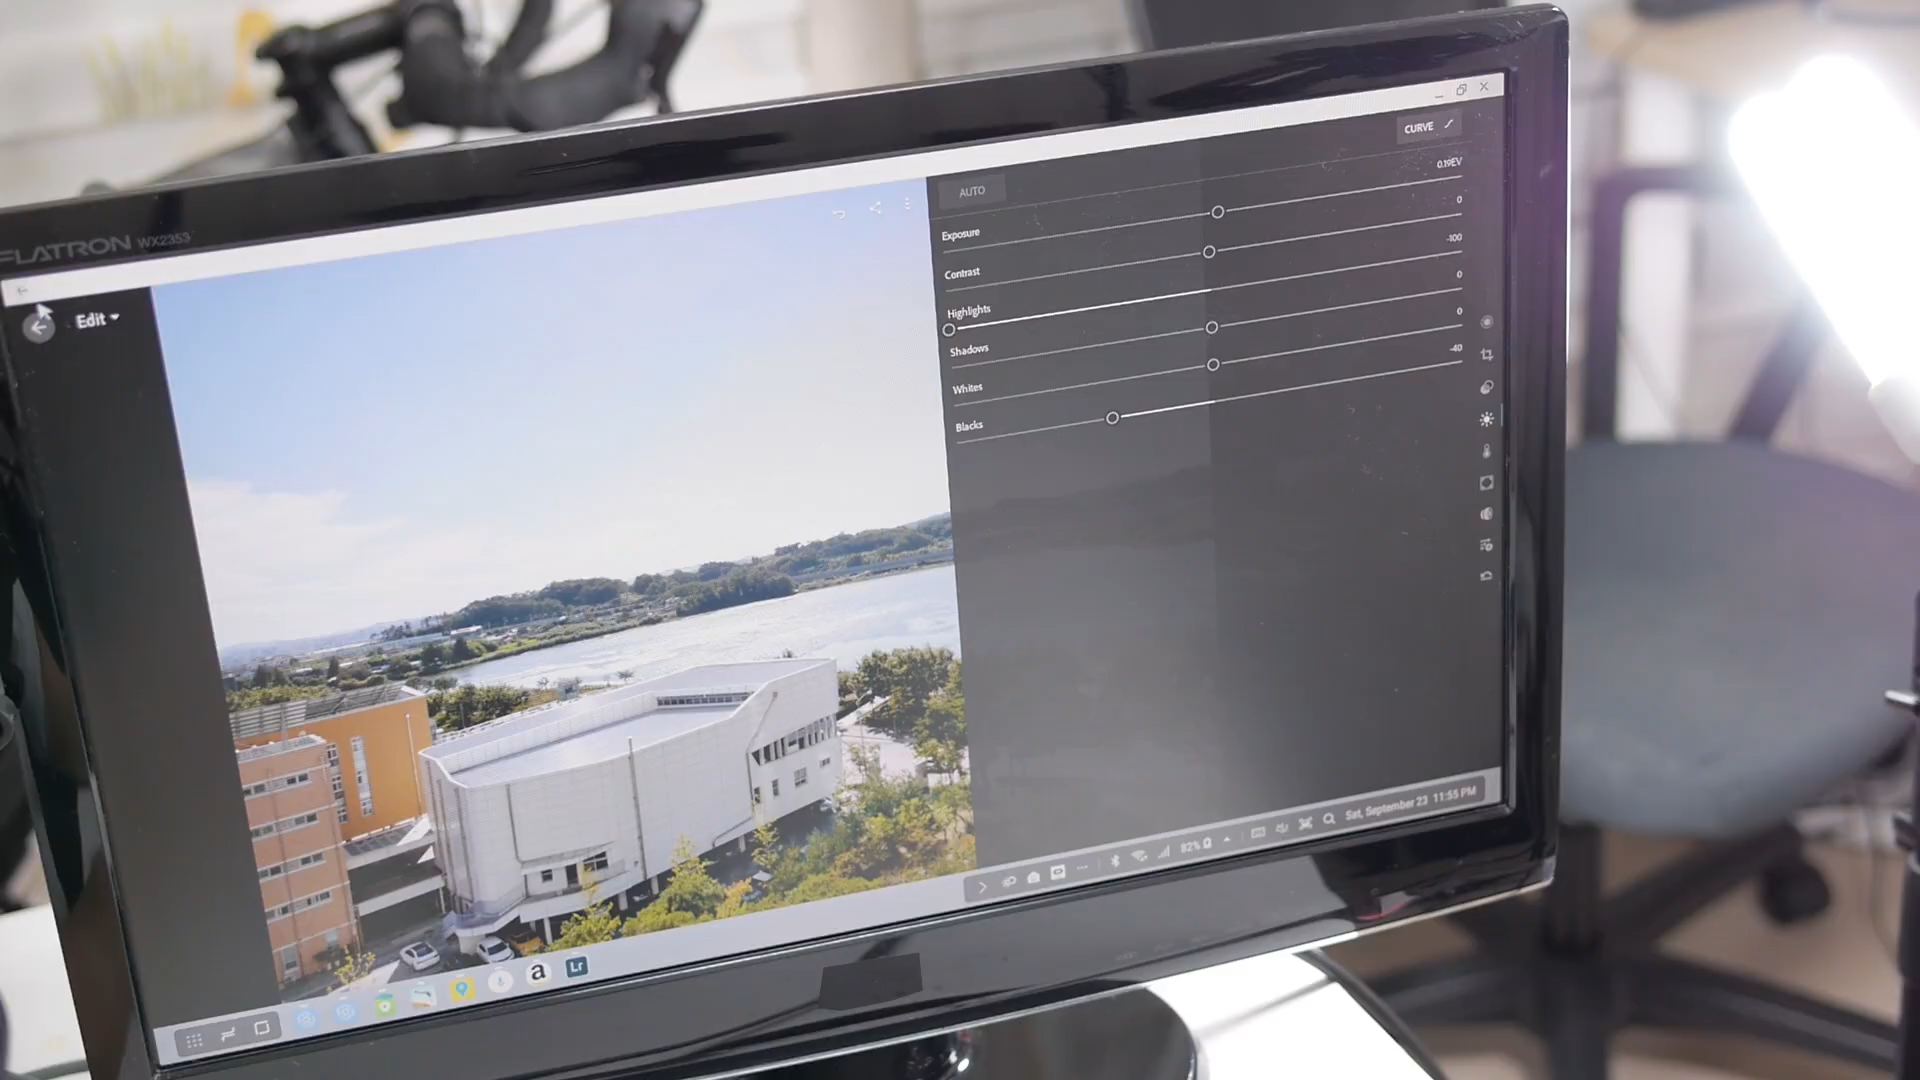 FLATRON WX2353
CURVE
AUTO
0.19EV
Exposure
0
Contrast
-100
Highlights
0
Shadows
0
Whites
-40
Blacks
Edit
a
Lr
82%
Sat, September 23 11:55 PM